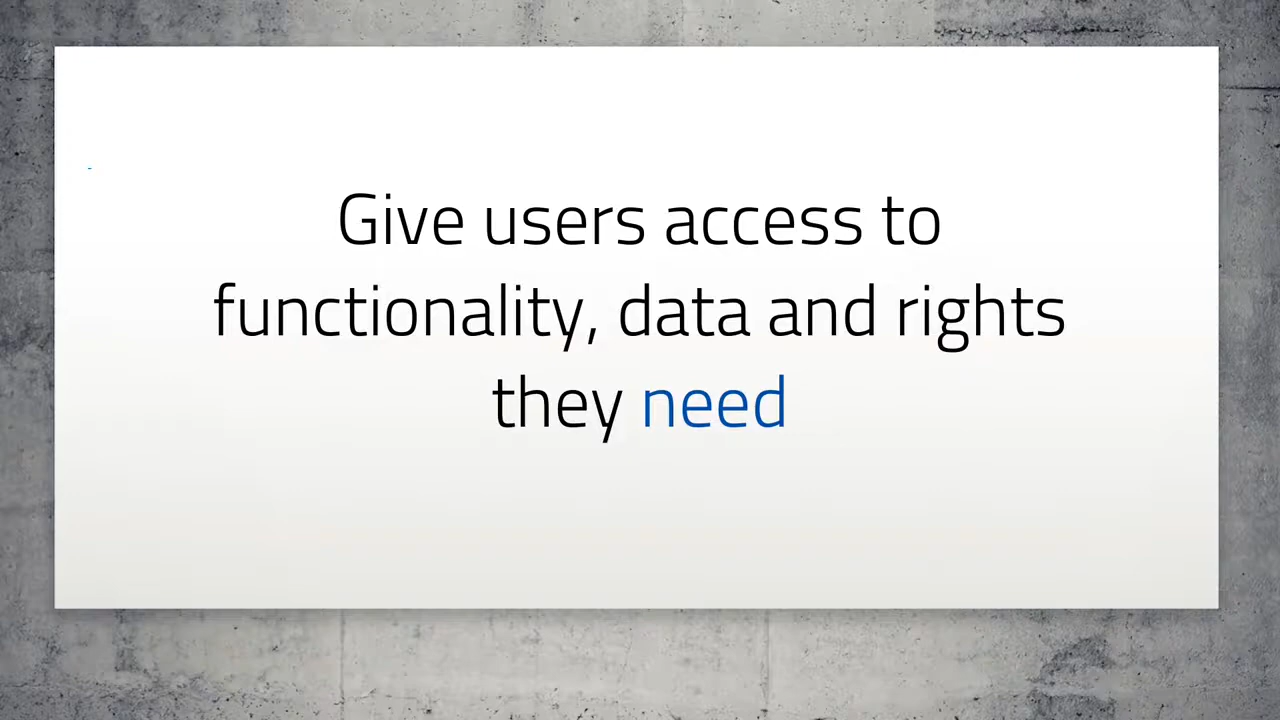 Give users access to
functionality, data and rights
they need